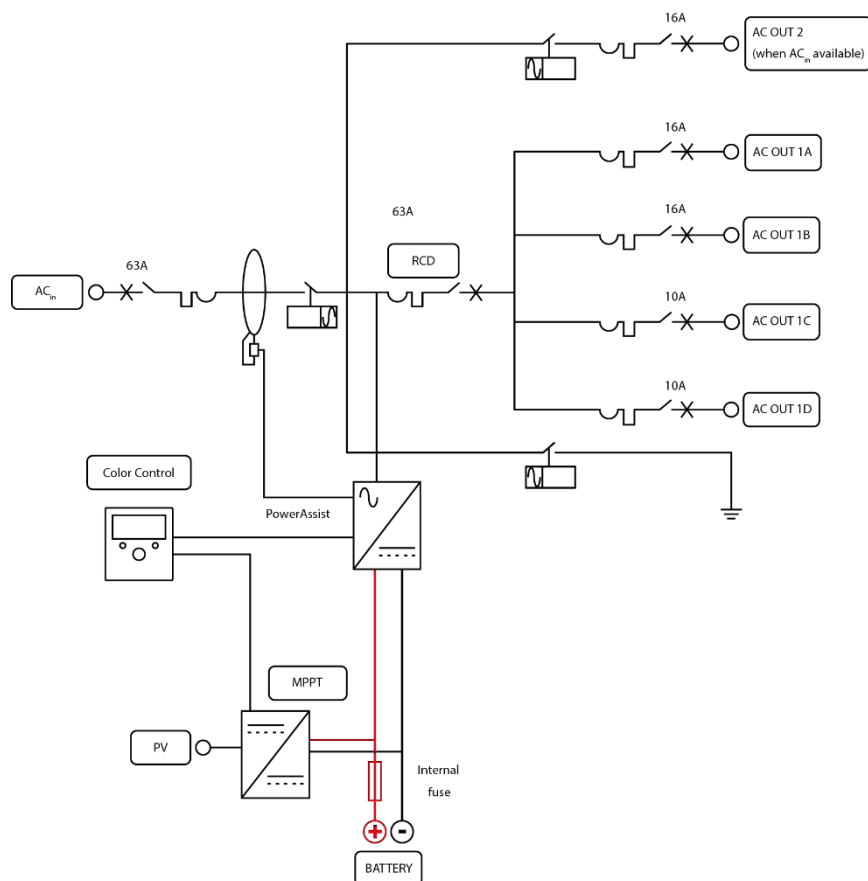 16A
AC OUT 2
(when ACin available)
16A
AC OUT 1A
63A
16A
AC OUT 1B
RCD
63A
ACin
10A
AC OUT 1C
10A
AC OUT 1D
Color Control
PowerAssist
MPPT
PV
Internal
fuse
+ -
BATTERY